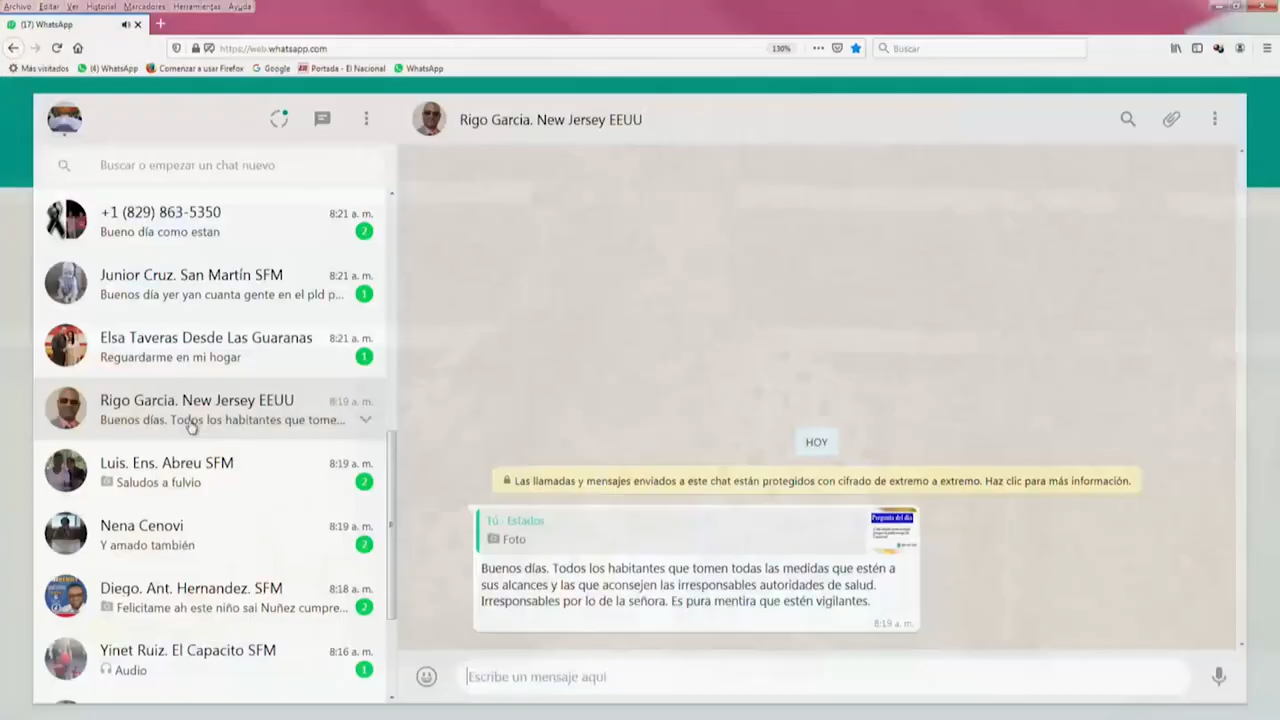 Archivo Editar Ver Historial Marcadores Herramientas Ayuda
(17) WhatsApp
https://web.whatsapp.com
130%
Buscar
Más visitados
(4) WhatsApp
Comenzar a usar Firefox
Google
Portada - El Nacional
WhatsApp
Rigo Garcia. New Jersey EEUU
Buscar o empezar un chat nuevo
+1 (829) 863-5350
8:21 a. m.
Bueno día como estan
2
Junior Cruz. San Martín SFM
8:21 a. m.
Buenos día yer yan cuanta gente en el pld p...
1
Elsa Taveras Desde Las Guaranas
8:21 a. m.
Reguardarme en mi hogar
1
Rigo Garcia. New Jersey EEUU
8:19 a. m.
Buenos días. Todos los habitantes que tome...
Luis. Ens. Abreu SFM
8:19 a. m.
Saludos a fulvio
2
Nena Cenovi
8:19 a. m.
Y amado también
2
Diego. Ant. Hernandez. SFM
8:18 a. m.
Felicitame ah este niño sai Nuñez cumpre...
2
Yinet Ruiz. El Capacito SFM
8:16 a. m.
Audio
1
HOY
Las llamadas y mensajes enviados a este chat están protegidos con cifrado de extremo a extremo. Haz clic para más información.
Tú · Estados
Foto
Pregunta del día
Buenos días. Todos los habitantes que tomen todas las medidas que estén a
sus alcances y las que aconsejen las irresponsables autoridades de salud.
Irresponsables por lo de la señora. Es pura mentira que estén vigilantes.
8:19 a. m.
Escribe un mensaje aquí